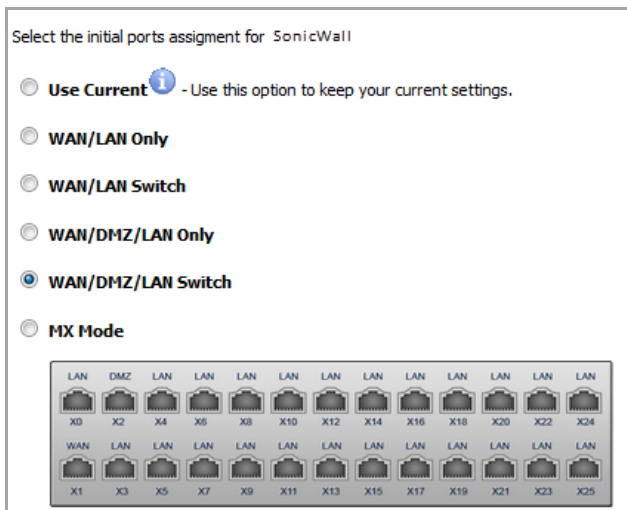 Select the initial ports assigment for SonicWall
Use Current i - Use this option to keep your current settings.
WAN/LAN Only
WAN/LAN Switch
WAN/DMZ/LAN Only
WAN/DMZ/LAN Switch
MX Mode
LAN DMZ LAN LAN LAN LAN LAN LAN LAN LAN LAN LAN LAN
X0 X2 X4 X6 X8 X10 X12 X14 X16 X18 X20 X22 X24
WAN LAN LAN LAN LAN LAN LAN LAN LAN LAN LAN LAN LAN
X1 X3 X5 X7 X9 X11 X13 X15 X17 X19 X21 X23 X25